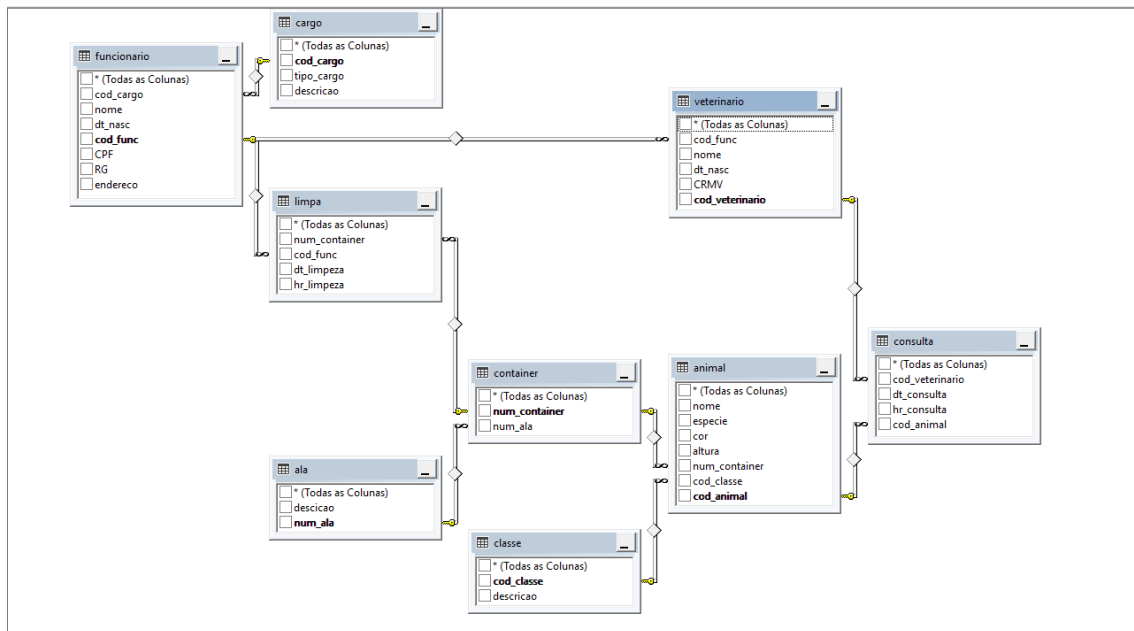 cargo
* (Todas as Colunas)
cod_cargo
tipo_cargo
descricao
funcionario
* (Todas as Colunas)
cod_cargo
nome
dt_nasc
cod_func
CPF
RG
endereco
veterinario
* (Todas as Colunas)
cod_func
nome
dt_nasc
CRMV
cod_veterinario
limpa
* (Todas as Colunas)
num_container
cod_func
dt_limpeza
hr_limpeza
consulta
* (Todas as Colunas)
cod_veterinario
dt_consulta
hr_consulta
cod_animal
container
* (Todas as Colunas)
num_container
num_ala
animal
* (Todas as Colunas)
nome
especie
cor
altura
num_container
cod_classe
cod_animal
ala
* (Todas as Colunas)
descicao
num_ala
classe
* (Todas as Colunas)
cod_classe
descricao